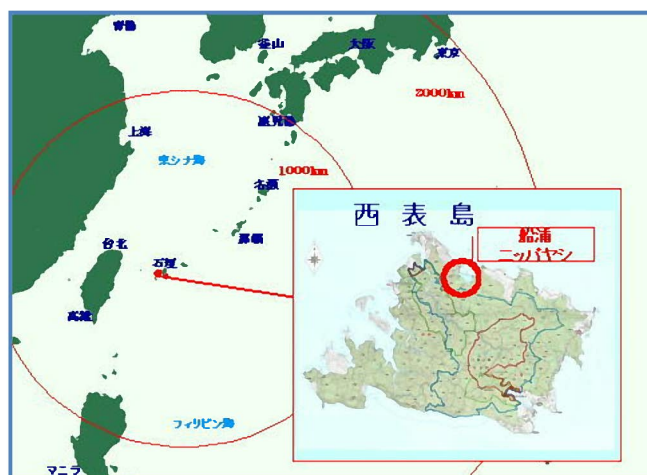 青島
釜山
大阪
東京
2000km
鹿児島
上海
東シナ海
1000km
名瀬
西表島
船浦
ニッパヤシ
那覇
台北
石垣
高雄
フィリピン海
マニラ